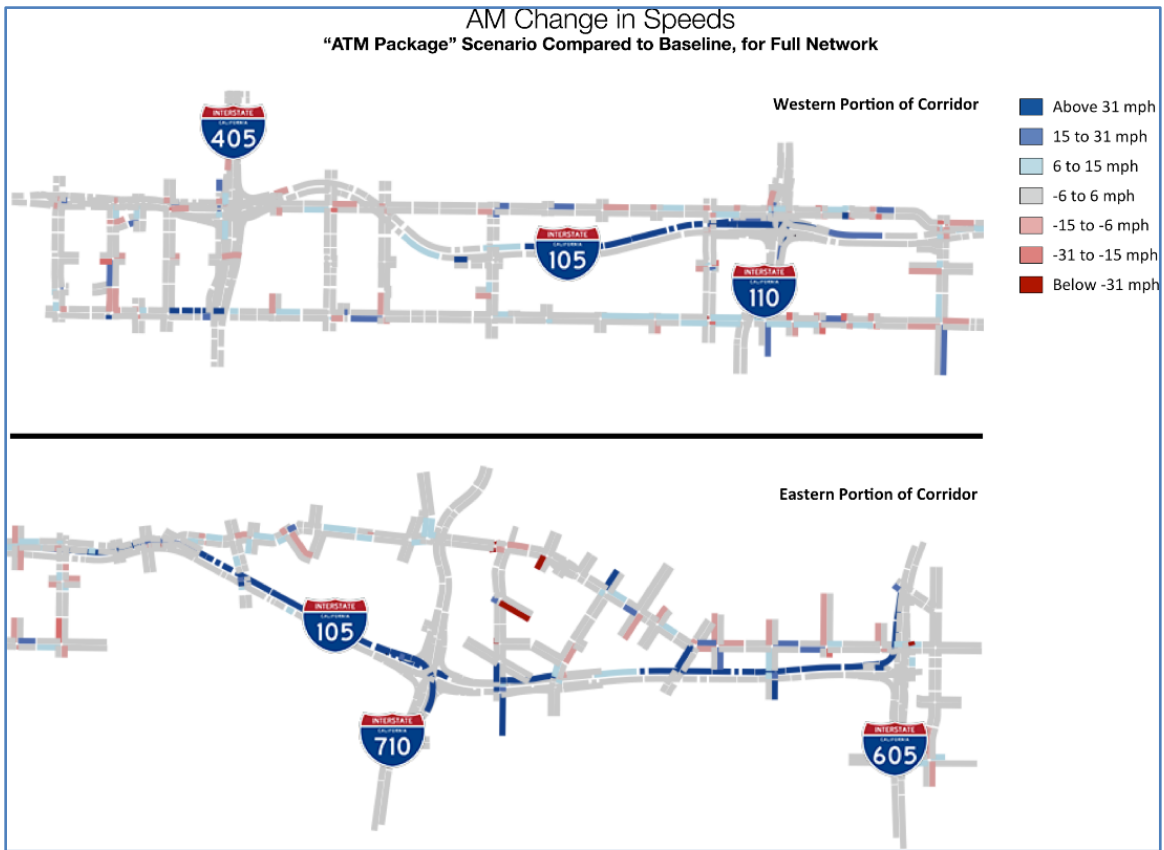 AM Change in Speeds
“ATM Package” Scenario Compared to Baseline, for Full Network
Western Portion of Corridor
Above 31 mph
15 to 31 mph
6 to 15 mph
-6 to 6 mph
-15 to -6 mph
-31 to -15 mph
Below -31 mph
INTERSTATE
CALIFORNIA
405
INTERSTATE
CALIFORNIA
105
INTERSTATE
CALIFORNIA
110
Eastern Portion of Corridor
INTERSTATE
CALIFORNIA
105
INTERSTATE
CALIFORNIA
710
INTERSTATE
CALIFORNIA
605